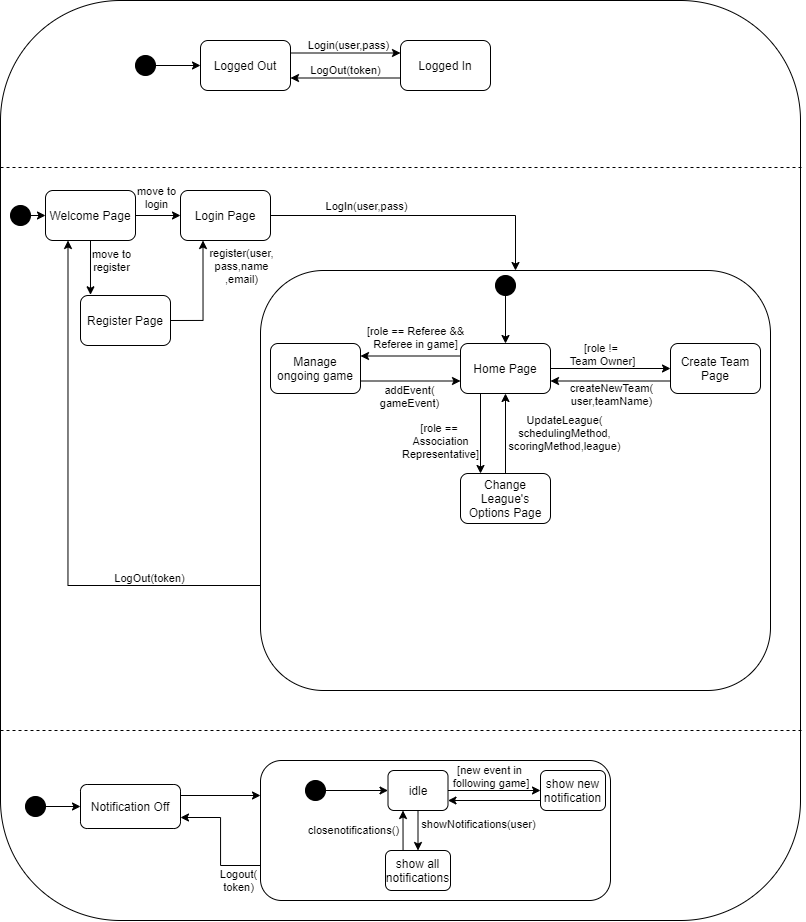 Login(user,pass)
Logged Out
Logged In
LogOut(token)
move to
login
Welcome Page
Login Page
LogIn(user,pass)
move to
register
register(user,
pass,name
,email)
Register Page
[role == Referee &&
Referee in game]
[role !=
Team Owner]
Manage
ongoing game
Home Page
Create Team
Page
addEvent(
gameEvent)
createNewTeam(
user,teamName)
[role ==
Association
Representative]
UpdateLeague(
schedulingMethod,
scoringMethod,league)
Change
League's
Options Page
LogOut(token)
[new event in
following game]
Notification Off
idle
show new
notification
closenotifications()
showNotifications(user)
Logout(
token)
show all
notifications